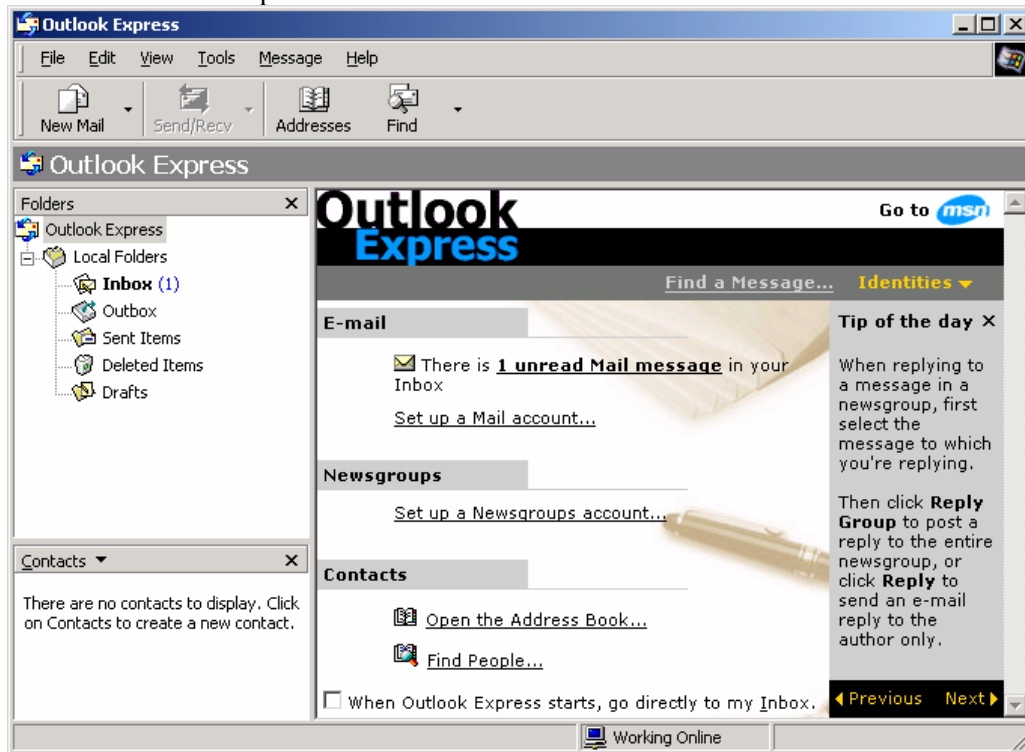 Outlook Express
File Edit View Tools Message Help
New Mail Send/Recv Addresses Find
Outlook Express
Folders
Outlook Express
Local Folders
Inbox (1)
Outbox
Sent Items
Deleted Items
Drafts
Contacts
There are no contacts to display. Click
on Contacts to create a new contact.
Outlook
Express
Go to msn
Find a Message... Identities
E-mail
There is 1 unread Mail message in your
Inbox
Set up a Mail account...
Newsgroups
Set up a Newsgroups account...
Contacts
Open the Address Book...
Find People...
When Outlook Express starts, go directly to my Inbox.
Tip of the day
When replying to
a message in a
newsgroup, first
select the
message to which
you're replying.
Then click Reply
Group to post a
reply to the entire
newsgroup, or
click Reply to
send an e-mail
reply to the
author only.
Previous Next
Working Online